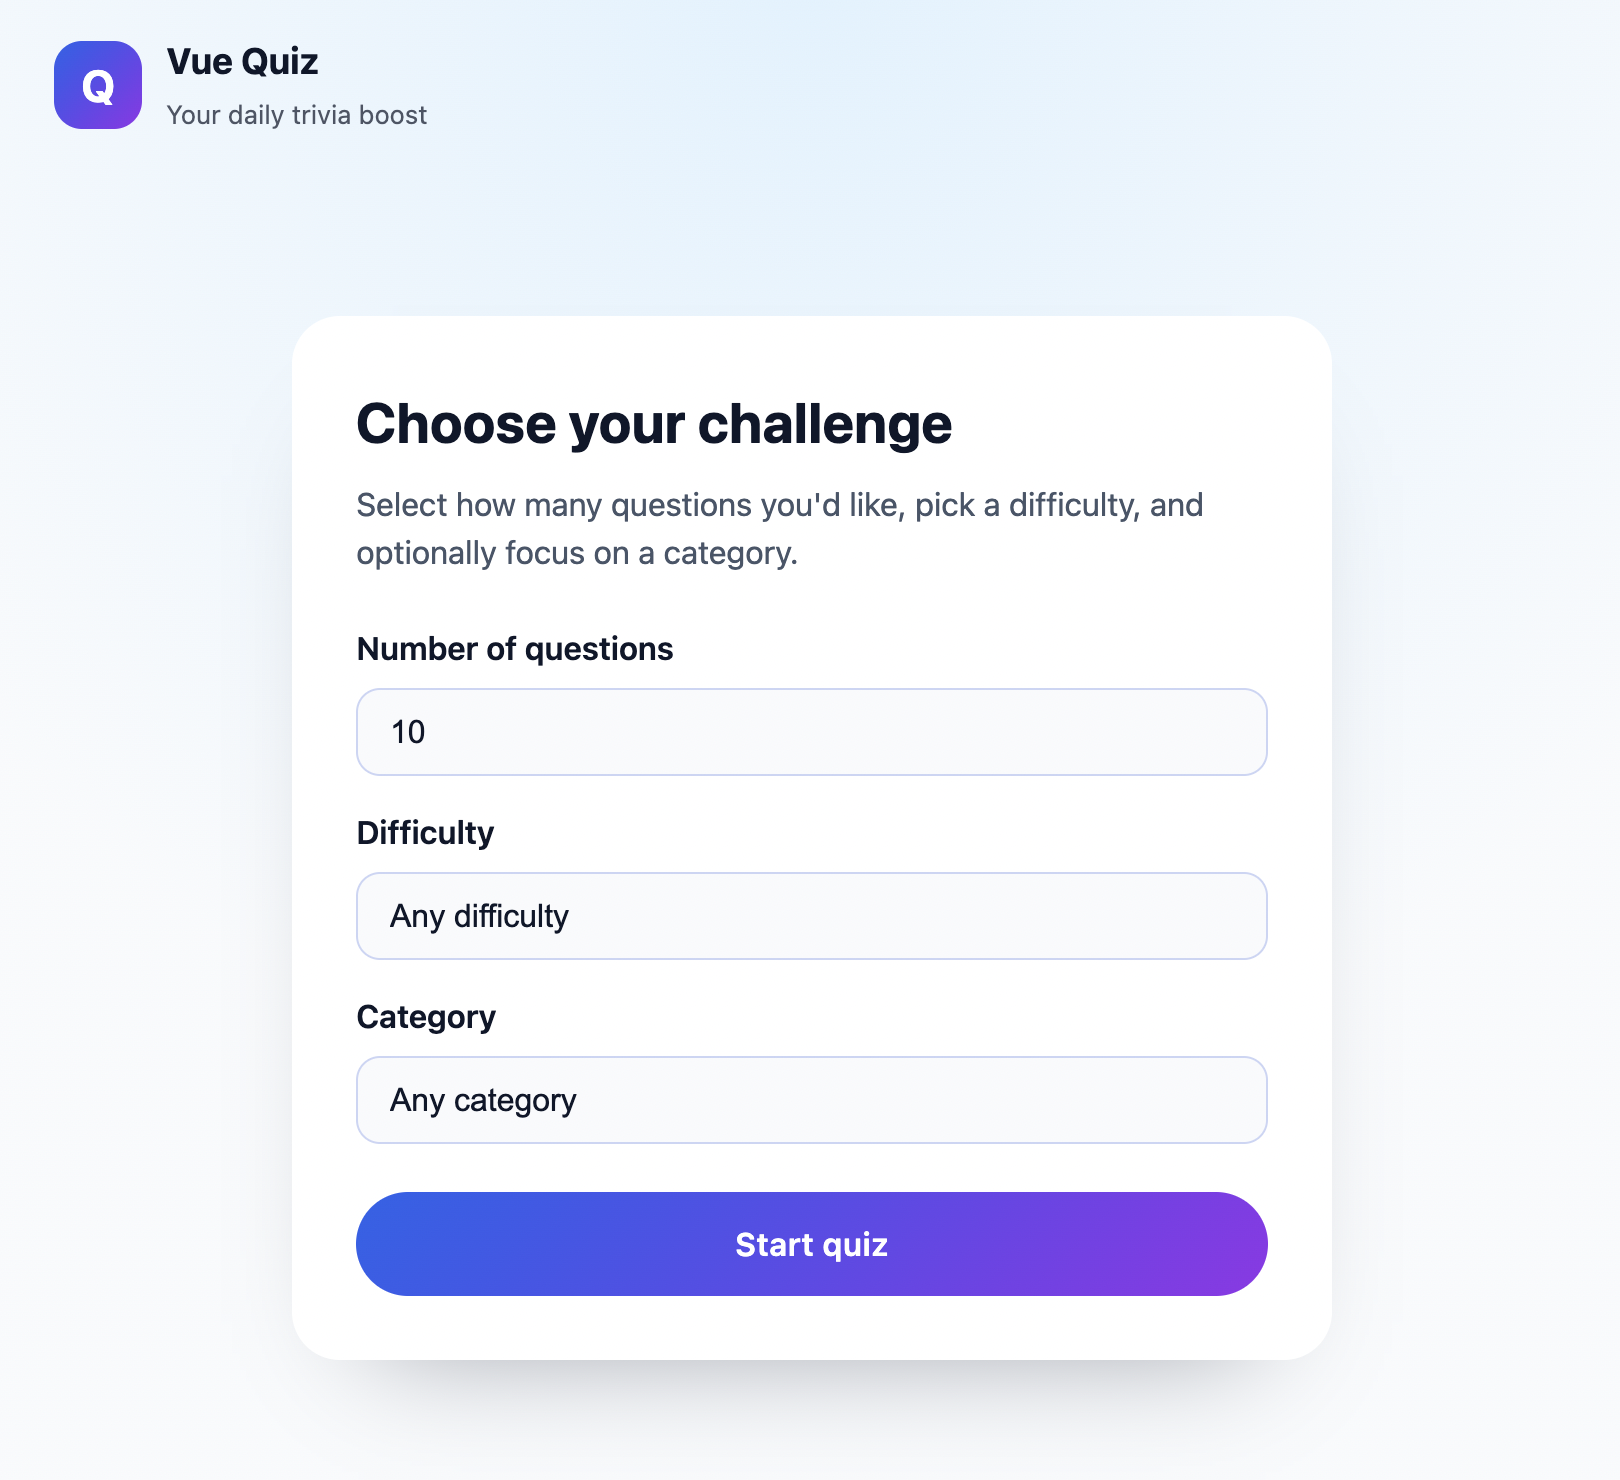 Q
Vue Quiz
Your daily trivia boost
Choose your challenge
Select how many questions you'd like, pick a difficulty, and
optionally focus on a category.
Number of questions
10
Difficulty
Any difficulty
Category
Any category
Start quiz